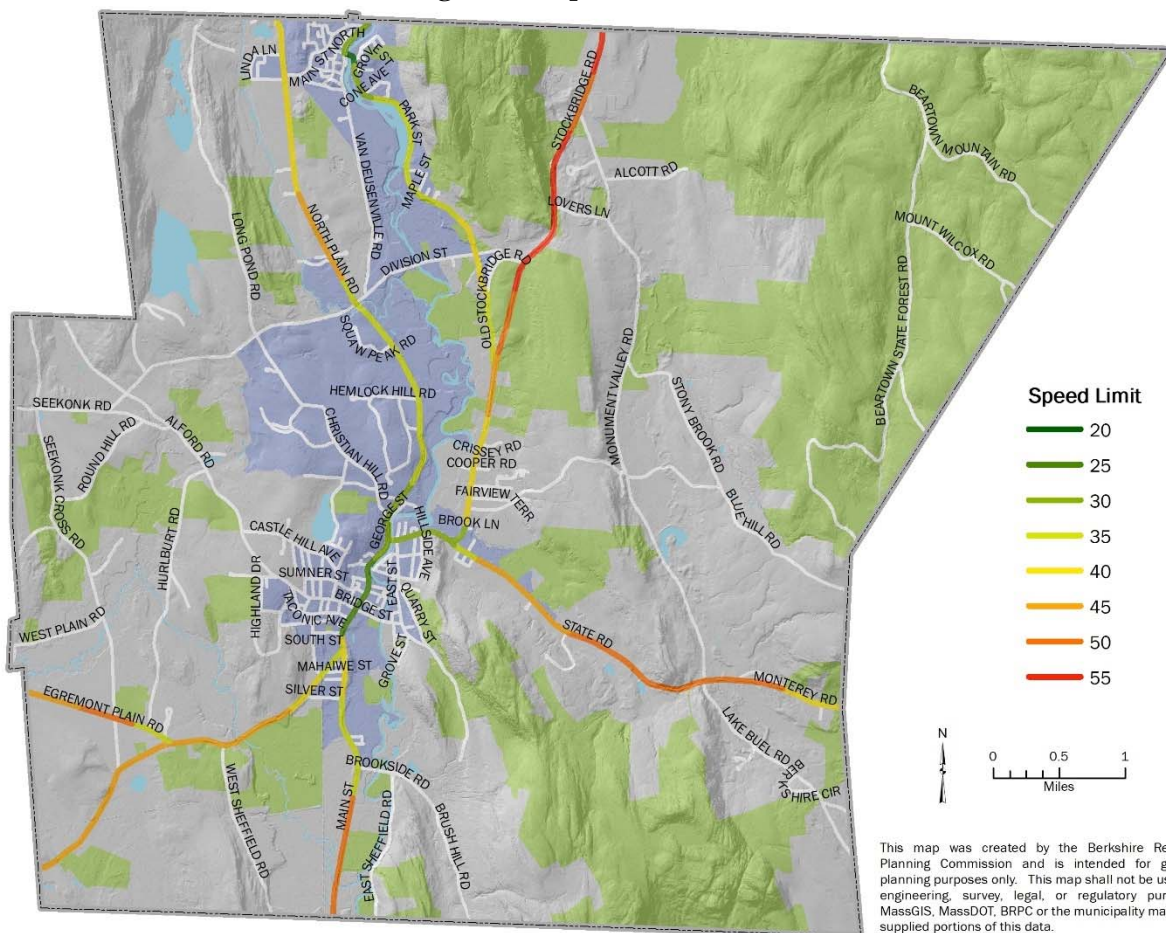 LINDA LN
MAIN ST NORTH
GROVE ST
CONE AVE
PARK ST
MAPLE ST
VAN DEUSENVILLE RD
STOCKBRIDGE RD
ALCOTT RD
LOVERS LN
BEARTOWN MOUNTAIN RD
MOUNT WILCOX RD
LONG POND RD
NORTH PLAIN RD
DIVISION ST
OLD STOCKBRIDGE RD
SQUAW PEAK RD
MONUMENT VALLEY RD
BEARTOWN STATE FOREST RD
HEMLOCK HILL RD
STONY BROOK RD
SEEKONK RD
ROUND HILL RD
ALFORD RD
CHRISTIAN HILL RD
CRISSEY RD
COOPER RD
SEEKONK CROSS RD
FAIRVIEW TERR
BLUE HILL RD
HURLBURT RD
GEORGE ST
HILLSIDE AVE
BROOK LN
CASTLE HILL AVE
HIGHLAND DR
SUMNER ST
BRIDGE ST
EAST ST
QUARRY ST
TACONIC AVE
WEST PLAIN RD
SOUTH ST
GROVE ST
STATE RD
MAHAIWE ST
SILVER ST
MONTEREY RD
EGREMONT PLAIN RD
LAKE BUEL RD
BERKSHIRE CIR
BROOKSIDE RD
WEST SHEFFIELD RD
MAIN ST
EAST SHEFFIELD RD
BRUSH HILL RD
Speed Limit
20
25
30
35
40
45
50
55
N
0 0.5 1
Miles
This map was created by the Berkshire Re
Planning Commission and is intended for g
planning purposes only. This map shall not be us
engineering, survey, legal, or regulatory pur
MassGIS, MassDOT, BRPC or the municipality ma
supplied portions of this data.